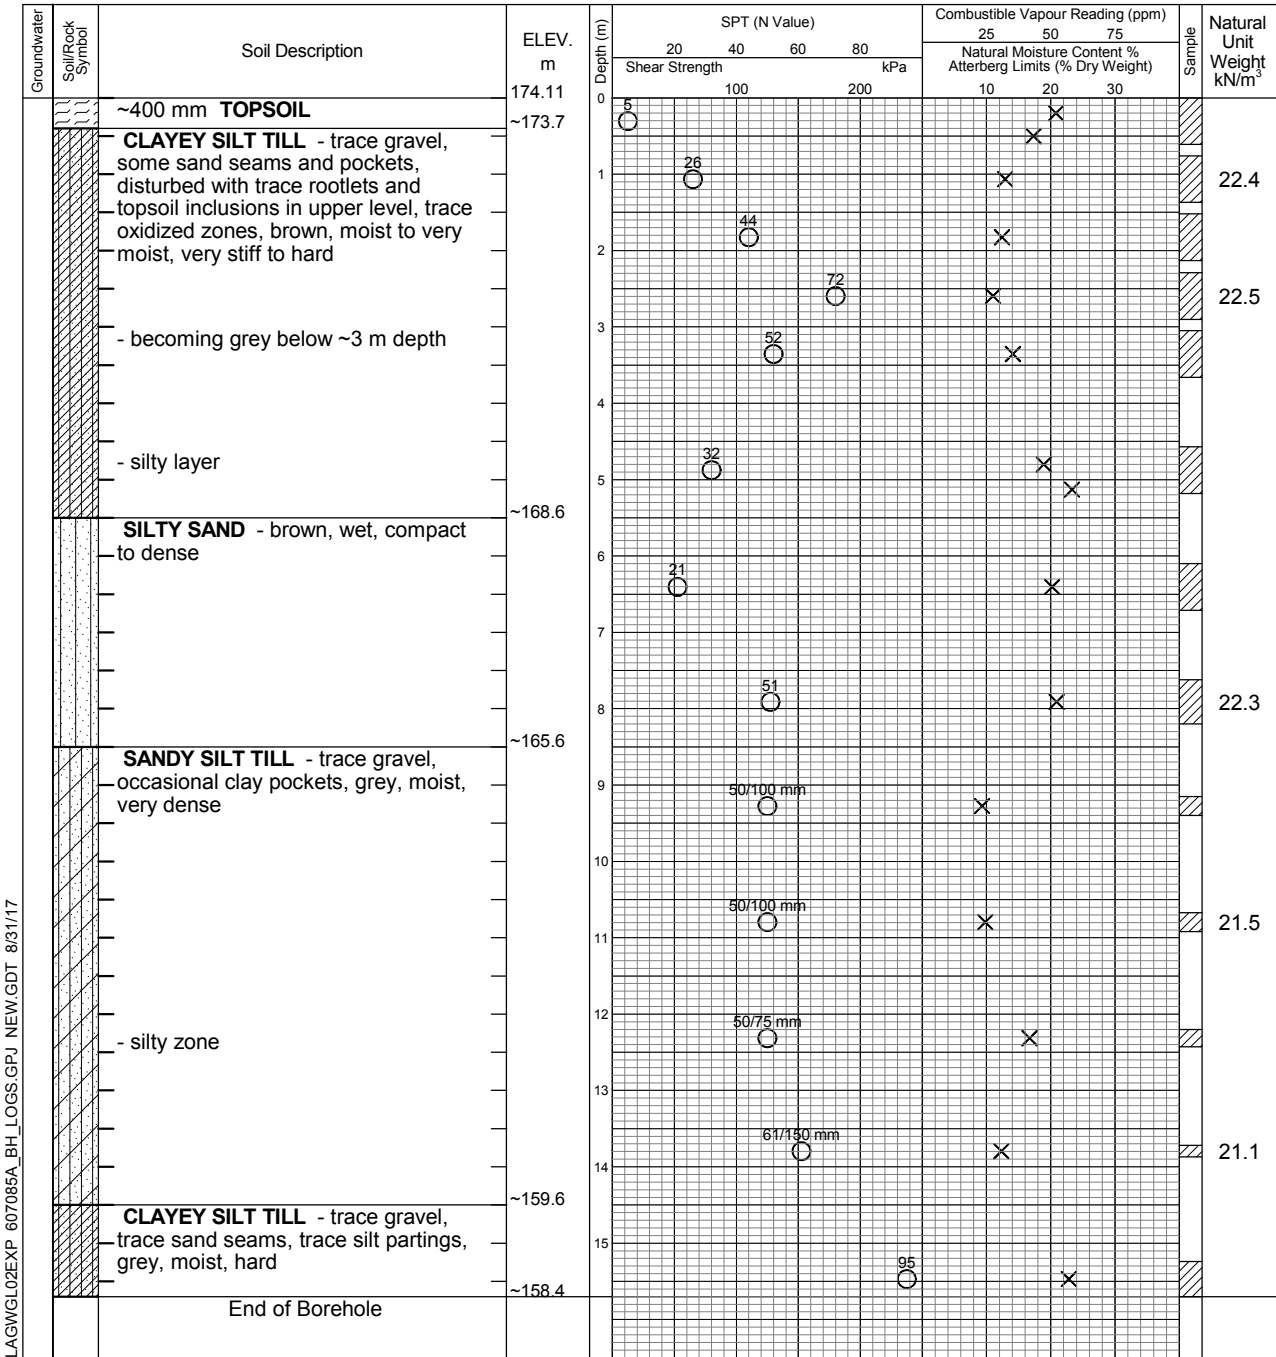 Groundwater
Soil/Rock
Symbol
Soil Description
ELEV.
m
Depth (m)
SPT (N Value)
20 40 60 80
Shear Strength kPa
100 200
Combustible Vapour Reading (ppm)
25 50 75
Natural Moisture Content %
Atterberg Limits (% Dry Weight)
10 20 30
Sample
Natural
Unit
Weight
kN/m³
174.11
0
~400 mm TOPSOIL
5
~173.7
CLAYEY SILT TILL - trace gravel,
some sand seams and pockets,
disturbed with trace rootlets and
topsoil inclusions in upper level, trace
oxidized zones, brown, moist to very
moist, very stiff to hard
26
1
22.4
44
2
72
22.5
3
- becoming grey below ~3 m depth
52
4
- silty layer
32
5
~168.6
SILTY SAND - brown, wet, compact
to dense
6
21
7
51
8
22.3
~165.6
SANDY SILT TILL - trace gravel,
occasional clay pockets, grey, moist,
very dense
9
50/100 mm
10
50/100 mm
21.5
11
12
50/75 mm
- silty zone
13
61/150 mm
21.1
14
~159.6
CLAYEY SILT TILL - trace gravel,
trace sand seams, trace silt partings,
grey, moist, hard
15
95
~158.4
End of Borehole
LAGWGL02EXP 607085A_BH_LOGS.GPJ NEW.GDT 8/31/17